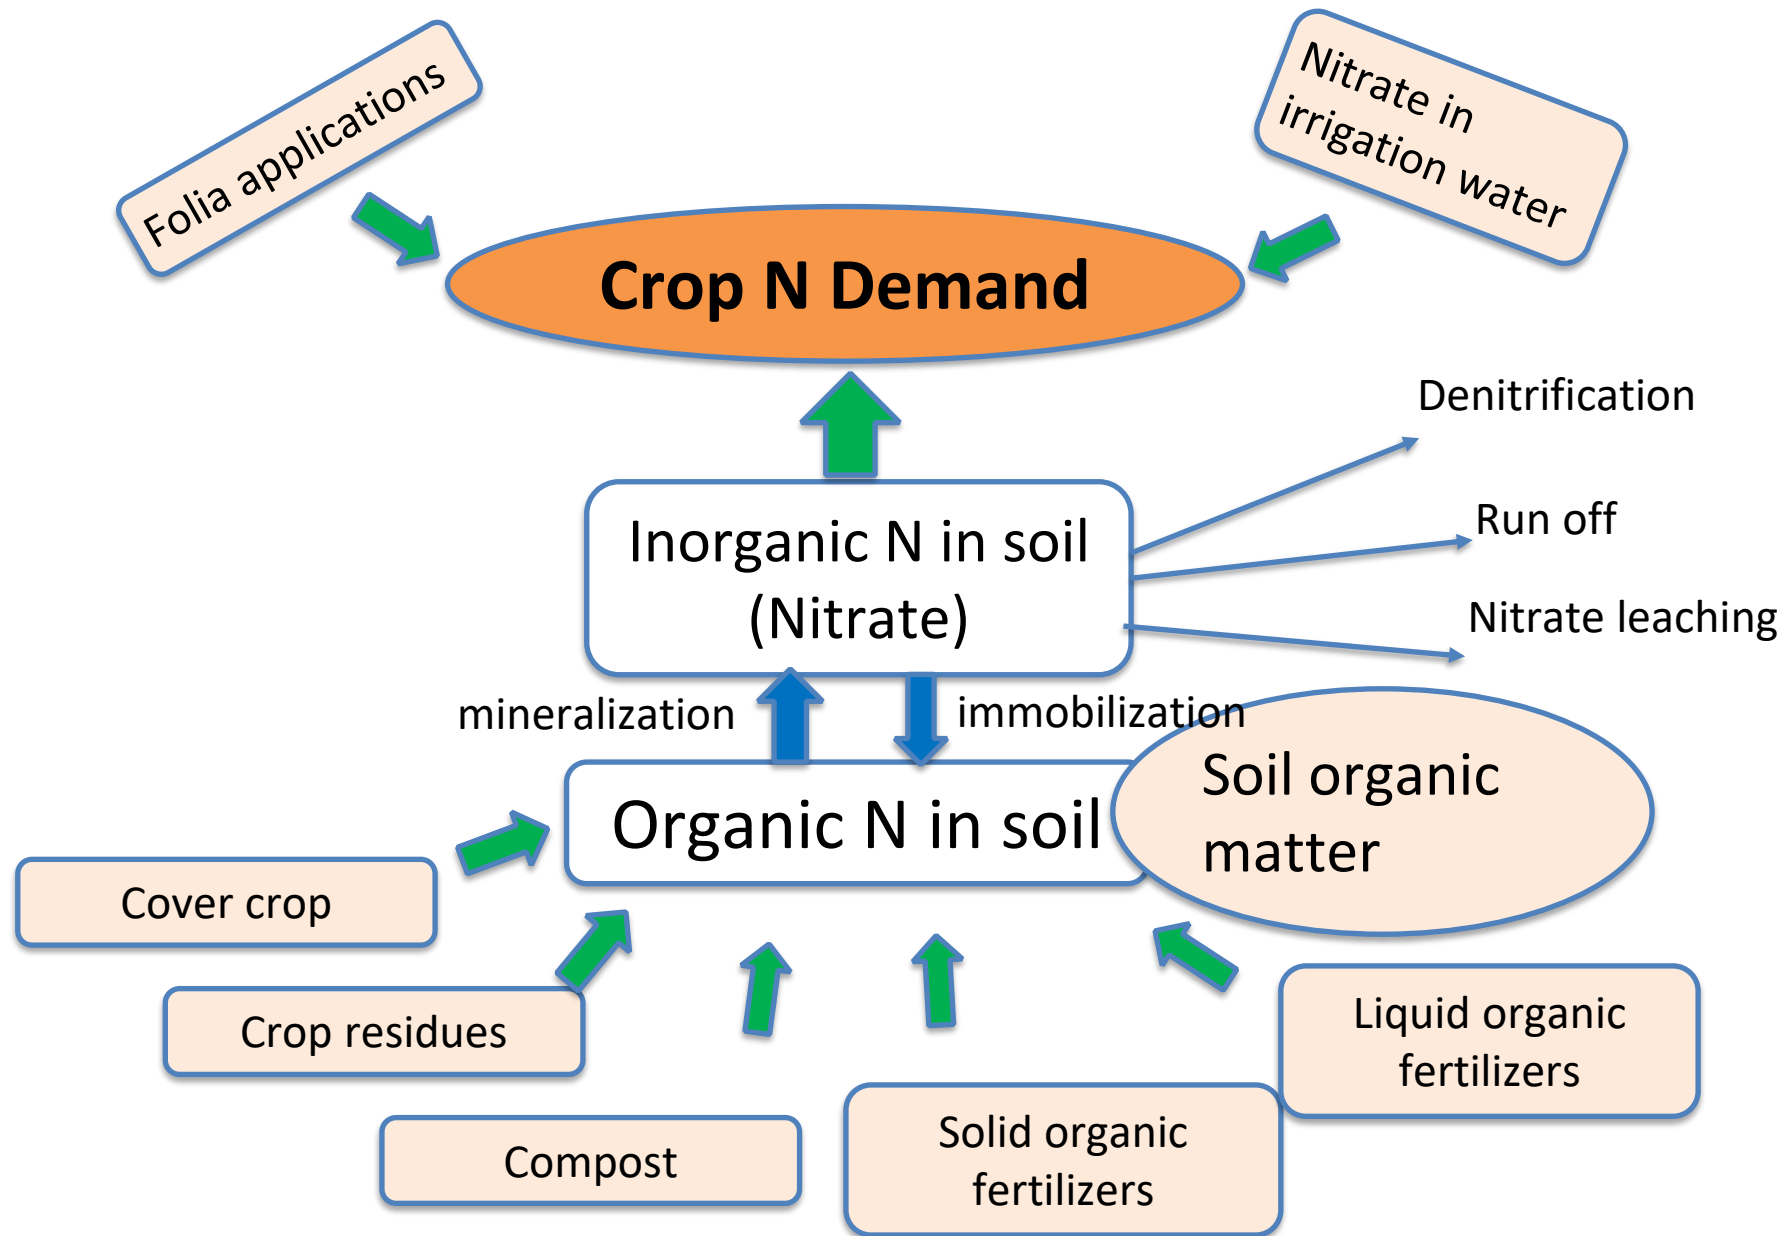 Folia applications
Nitrate in
irrigation water
Crop N Demand
Denitrification
Run off
Nitrate leaching
Inorganic N in soil
(Nitrate)
mineralization
immobilization
Organic N in soil
Soil organic
matter
Cover crop
Crop residues
Compost
Solid organic
fertilizers
Liquid organic
fertilizers